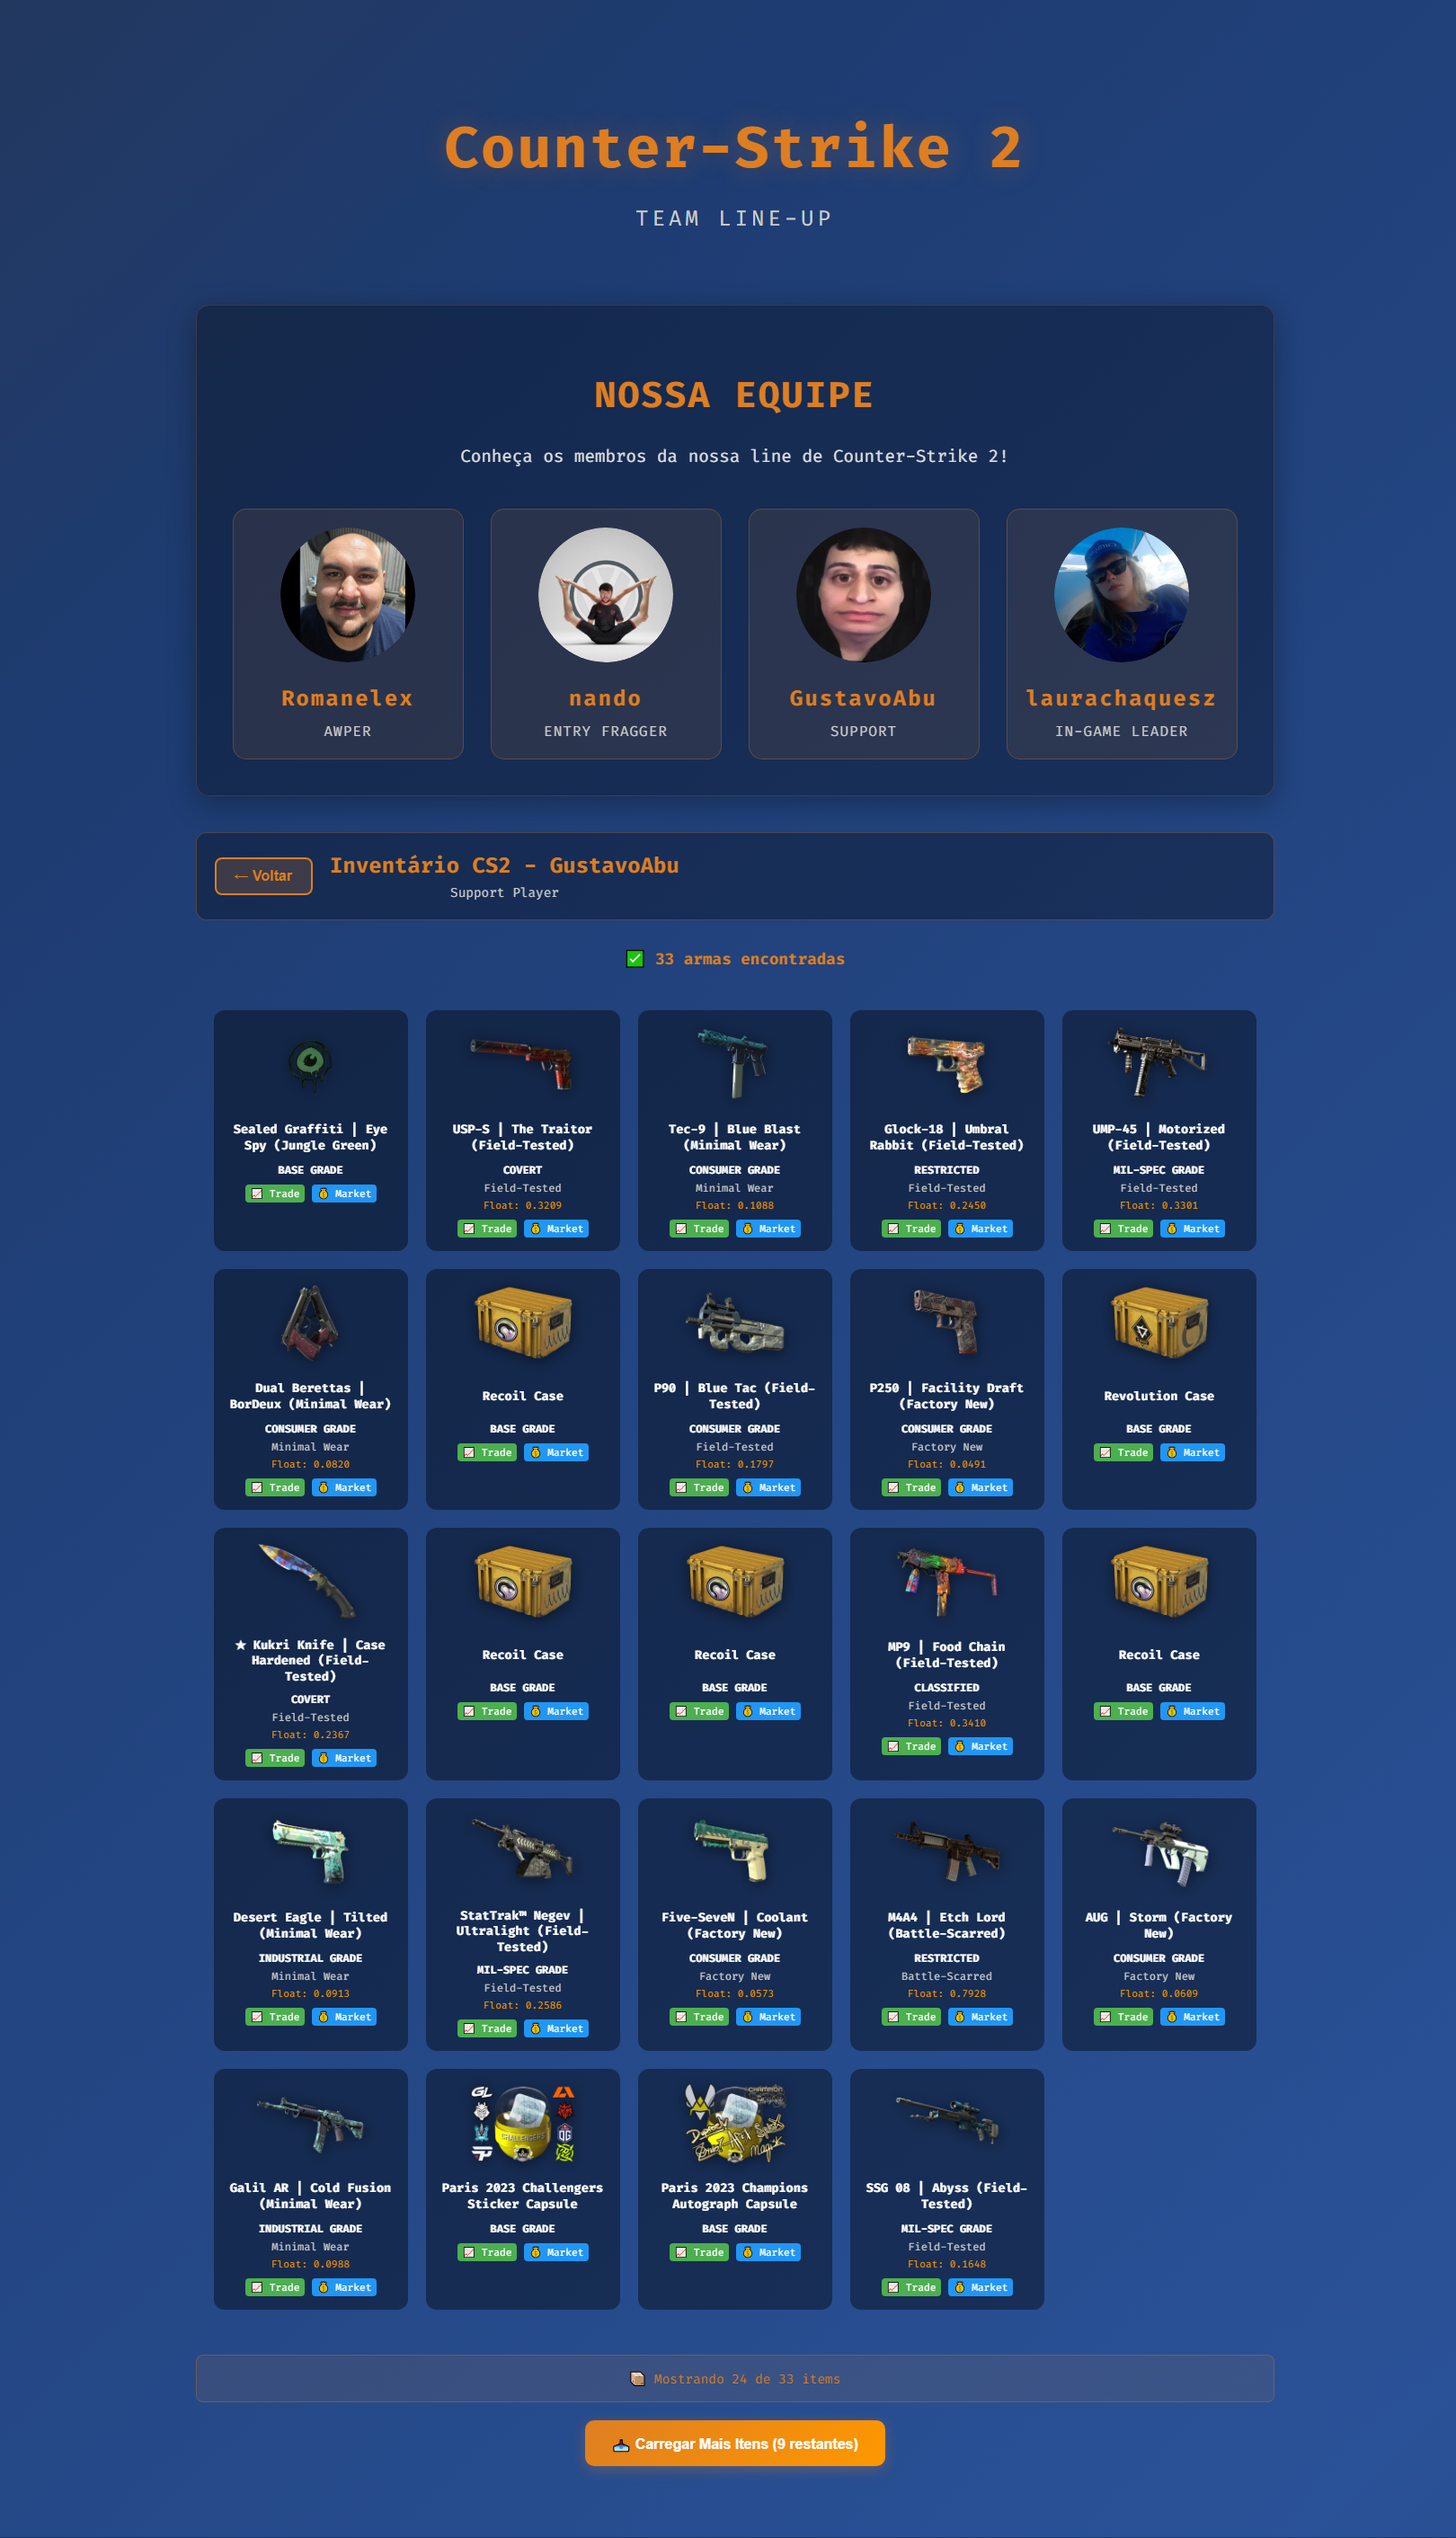 Counter-Strike 2
TEAM LINE-UP
NOSSA EQUIPE
Conheça os membros da nossa line de Counter-Strike 2!
Romanelex
AWPER
nando
ENTRY FRAGGER
GustavoAbu
SUPPORT
laurachaquesz
IN-GAME LEADER
← Voltar
Inventário CS2 - GustavoAbu
Support Player
✅ 33 armas encontradas
Sealed Graffiti | Eye
Spy (Jungle Green)
BASE GRADE
Trade Market
USP-S | The Traitor
(Field-Tested)
COVERT
Field-Tested
Float: 0.3209
Trade Market
Tec-9 | Blue Blast
(Minimal Wear)
CONSUMER GRADE
Minimal Wear
Float: 0.1088
Trade Market
Glock-18 | Umbral
Rabbit (Field-Tested)
RESTRICTED
Field-Tested
Float: 0.2450
Trade Market
UMP-45 | Motorized
(Field-Tested)
MIL-SPEC GRADE
Field-Tested
Float: 0.3301
Trade Market
Dual Berettas |
BorDeux (Minimal Wear)
CONSUMER GRADE
Minimal Wear
Float: 0.0820
Trade Market
Recoil Case
BASE GRADE
Trade Market
P90 | Blue Tac (Field-
Tested)
CONSUMER GRADE
Field-Tested
Float: 0.1797
Trade Market
P250 | Facility Draft
(Factory New)
CONSUMER GRADE
Factory New
Float: 0.0491
Trade Market
Revolution Case
BASE GRADE
Trade Market
★ Kukri Knife | Case
Hardened (Field-
Tested)
COVERT
Field-Tested
Float: 0.2367
Trade Market
Recoil Case
BASE GRADE
Trade Market
Recoil Case
BASE GRADE
Trade Market
MP9 | Food Chain
(Field-Tested)
CLASSIFIED
Field-Tested
Float: 0.3410
Trade Market
Recoil Case
BASE GRADE
Trade Market
Desert Eagle | Tilted
(Minimal Wear)
INDUSTRIAL GRADE
Minimal Wear
Float: 0.0913
Trade Market
StatTrak™ Negev |
Ultralight (Field-
Tested)
MIL-SPEC GRADE
Field-Tested
Float: 0.2586
Trade Market
Five-SeveN | Coolant
(Factory New)
CONSUMER GRADE
Factory New
Float: 0.0573
Trade Market
M4A4 | Etch Lord
(Battle-Scarred)
RESTRICTED
Battle-Scarred
Float: 0.7928
Trade Market
AUG | Storm (Factory
New)
CONSUMER GRADE
Factory New
Float: 0.0609
Trade Market
Galil AR | Cold Fusion
(Minimal Wear)
INDUSTRIAL GRADE
Minimal Wear
Float: 0.0988
Trade Market
GL
CHALLENGERS
OG
Paris 2023 Challengers
Sticker Capsule
BASE GRADE
Trade Market
CHAMPION
Paris 2023 Champions
Autograph Capsule
BASE GRADE
Trade Market
SSG 08 | Abyss (Field-
Tested)
MIL-SPEC GRADE
Field-Tested
Float: 0.1648
Trade Market
Mostrando 24 de 33 items
Carregar Mais Itens (9 restantes)